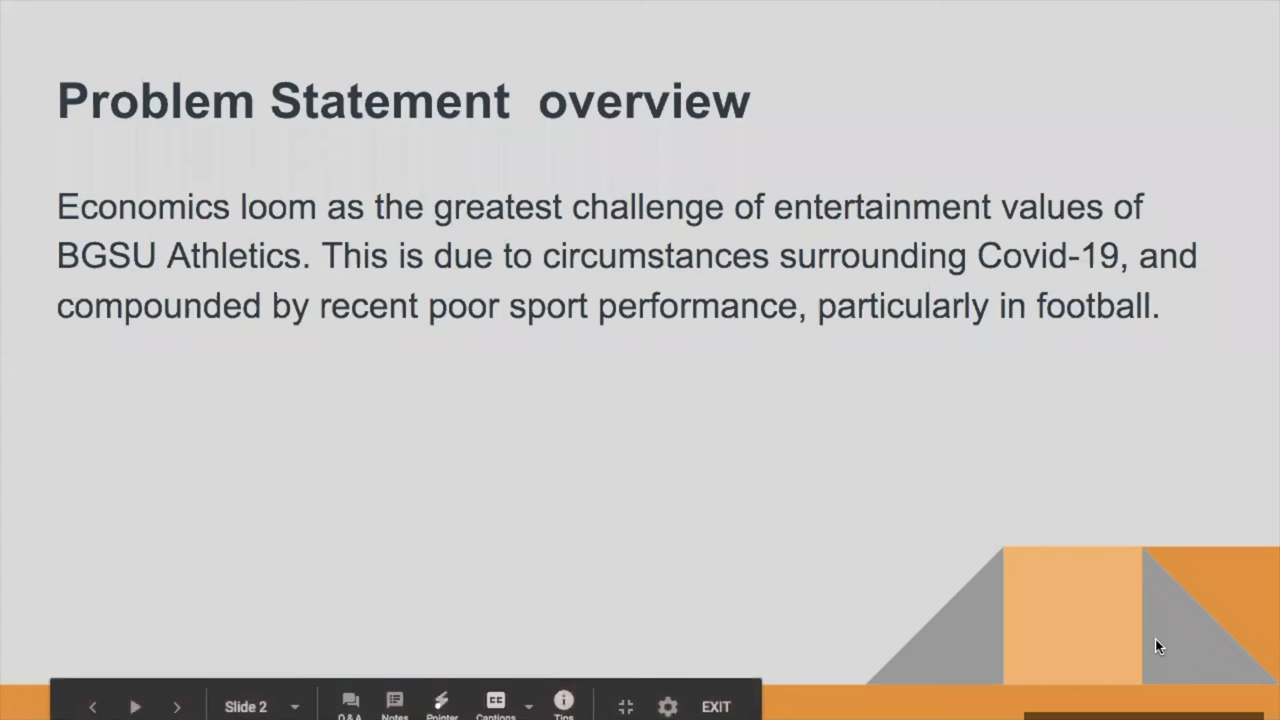 Problem Statement  overview
Economics loom as the greatest challenge of entertainment values of
BGSU Athletics. This is due to circumstances surrounding Covid-19, and
compounded by recent poor sport performance, particularly in football.
Slide 2
Q&A Notes Pointer Captions Tips
EXIT